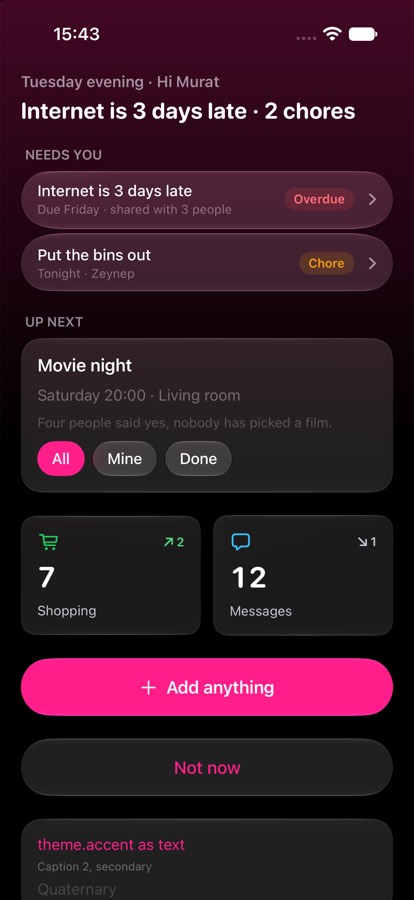 15:43
Tuesday evening · Hi Murat
Internet is 3 days late · 2 chores
NEEDS YOU
Internet is 3 days late
Due Friday · shared with 3 people
Overdue
Put the bins out
Tonight · Zeynep
Chore
UP NEXT
Movie night
Saturday 20:00 · Living room
Four people said yes, nobody has picked a film.
All
Mine
Done
2
7
Shopping
1
12
Messages
+ Add anything
Not now
theme.accent as text
Caption 2, secondary
Quaternary